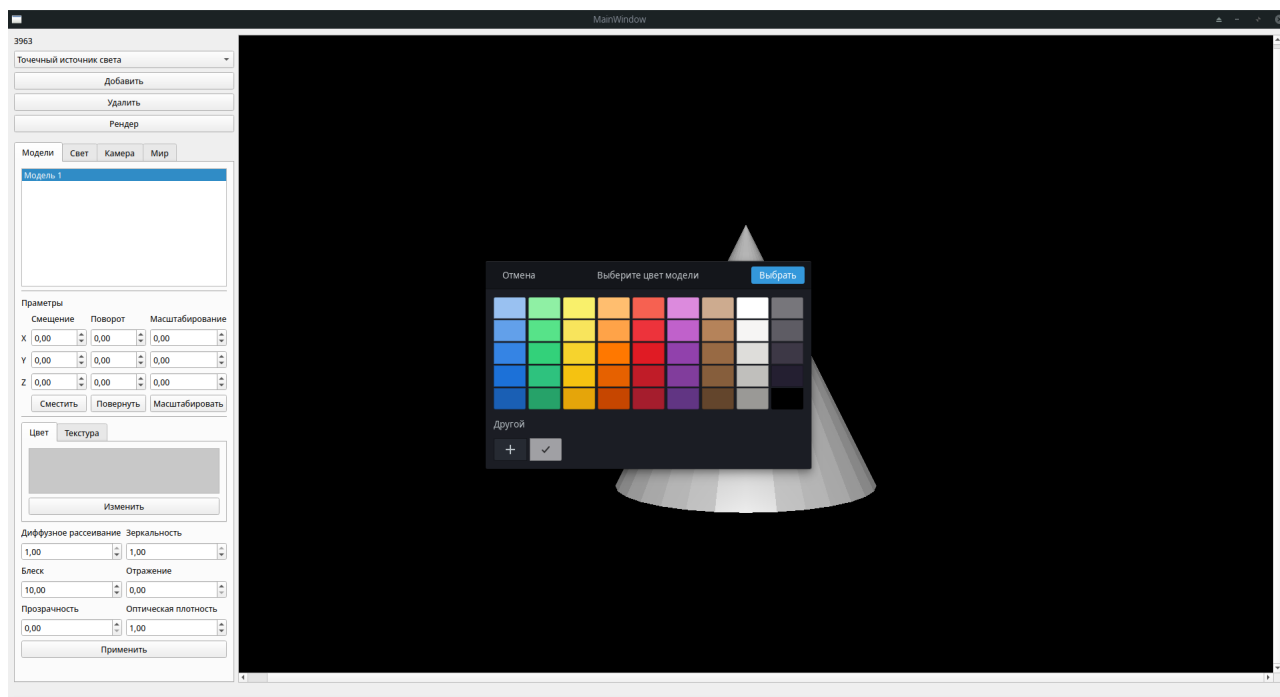 MainWindow
3963
Точечный источник света
Добавить
Удалить
Рендер
Модели Свет Камера Мир
Модель 1
Праметры
Смещение Поворот Масштабирование
X 0,00 0,00 0,00
Y 0,00 0,00 0,00
Z 0,00 0,00 0,00
Сместить Повернуть Масштабировать
Цвет Текстура
Изменить
Диффузное рассеивание Зеркальность
1,00 1,00
Блеск Отражение
10,00 0,00
Прозрачность Оптическая плотность
0,00 1,00
Применить
Отмена Выберите цвет модели Выбрать
Другой